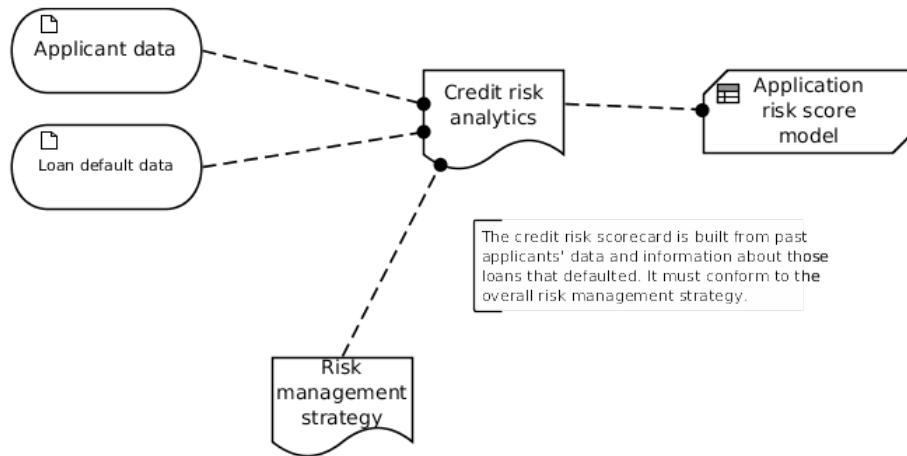 Applicant data
Credit risk
analytics
Application
risk score
model
Loan default data
The credit risk scorecard is built from past
applicants' data and information about those
loans that defaulted. It must conform to the
overall risk management strategy.
Risk
management
strategy